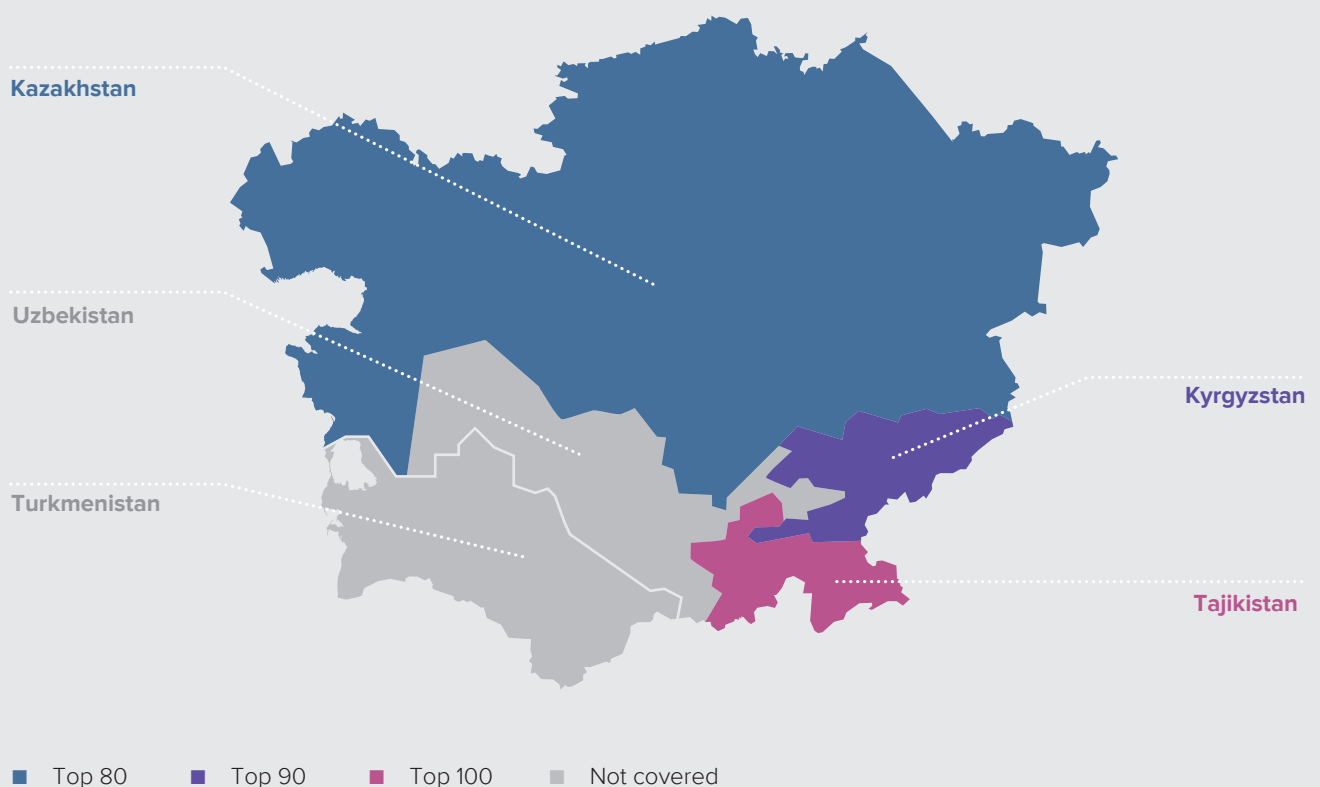 Kazakhstan
Uzbekistan
Turkmenistan
Kyrgyzstan
Tajikistan
Top 80 Top 90 Top 100 Not covered